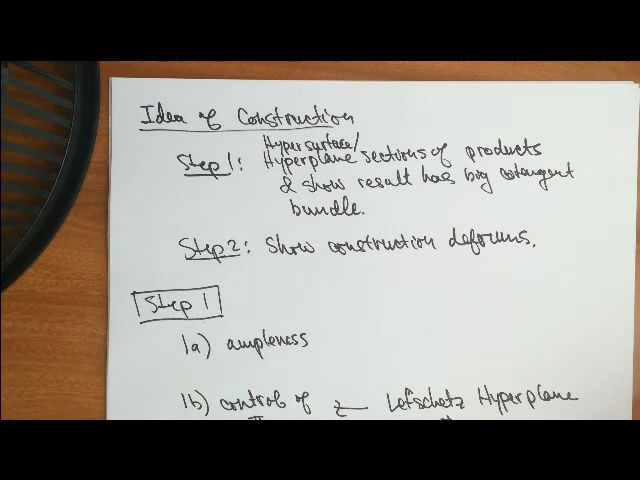 Idea of Construction
Hypersurface/
Step 1: Hyperplane sections of products
& show result has big cotangent
bundle.
Step 2: Show construction deforms.
Step 1
1a) ampleness
1b) control of ← Lefschetz Hyperplane